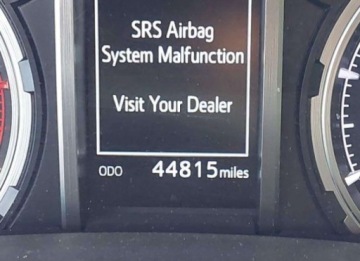 SRS Airbag
System Malfunction
Visit Your Dealer
ODO 44815 miles